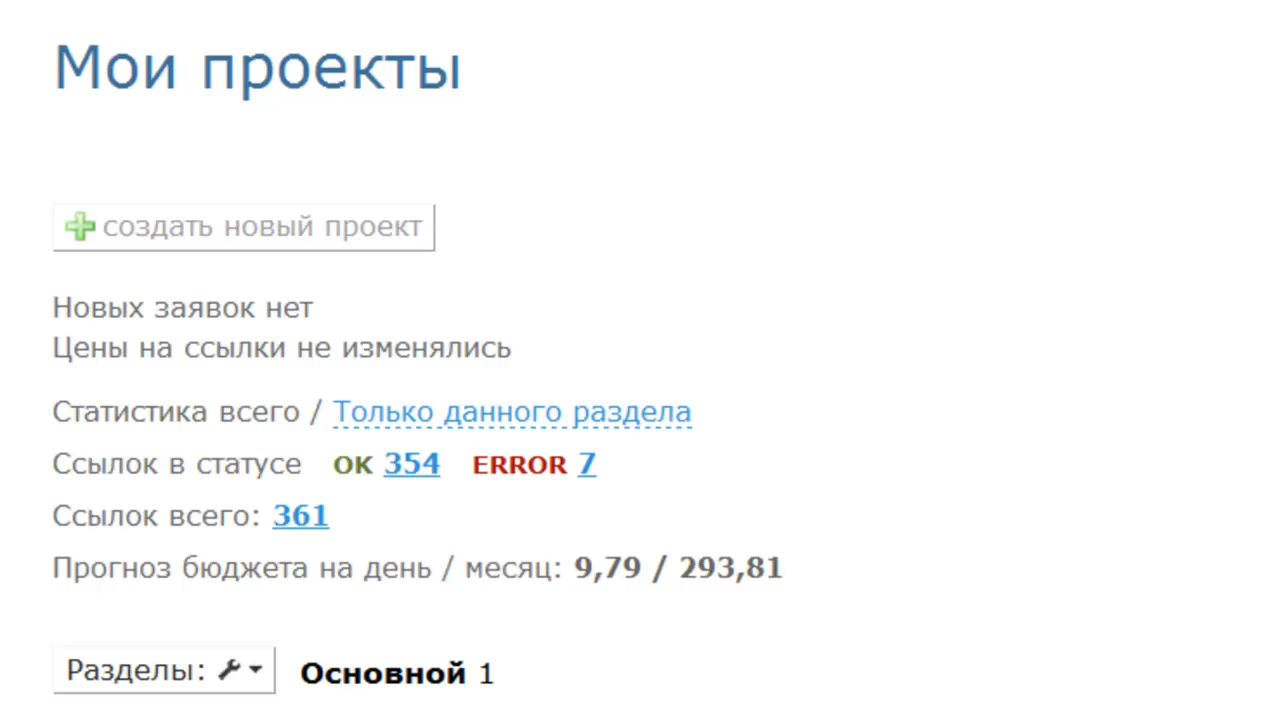 Мои проекты
создать новый проект
Новых заявок нет
Цены на ссылки не изменялись
Статистика всего / Только данного раздела
Ссылок в статусе OK 354 ERROR 7
Ссылок всего: 361
Прогноз бюджета на день / месяц: 9,79 / 293,81
Разделы: Основной 1